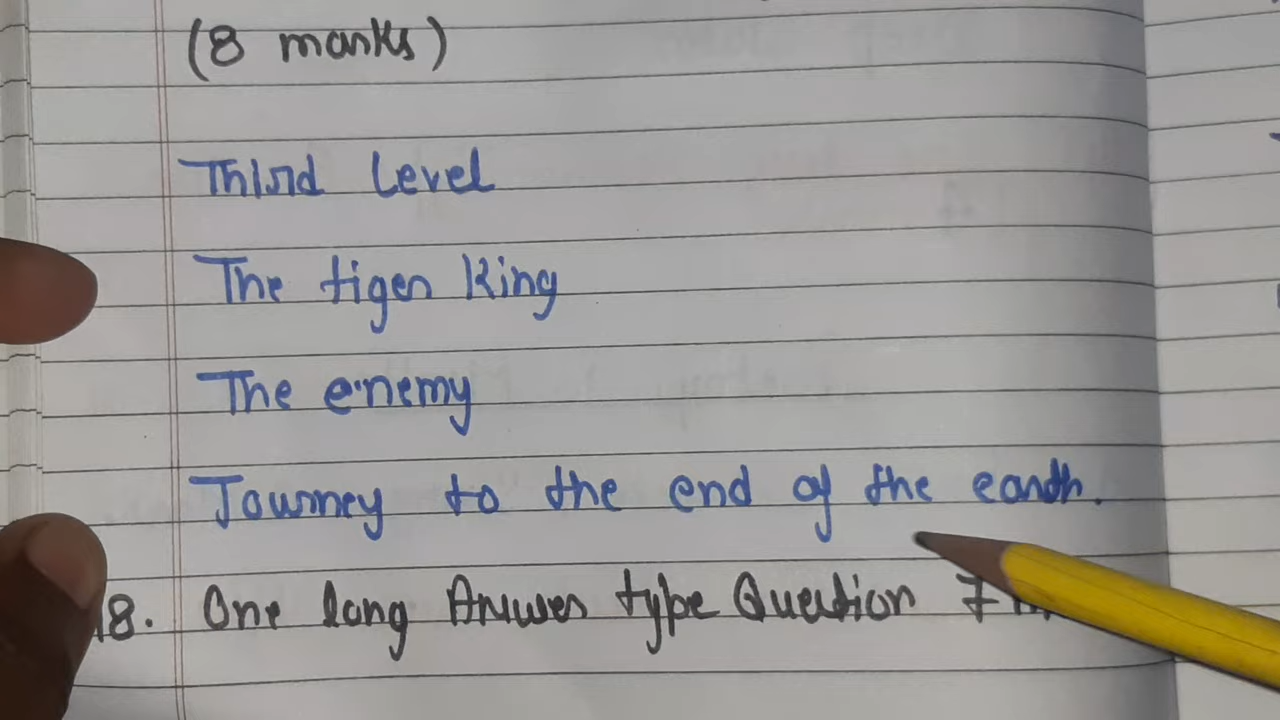 (8 marks)
Third Level
The tiger King
The enemy
Journey to the end of the earth.
18. One long Answer type Question 7